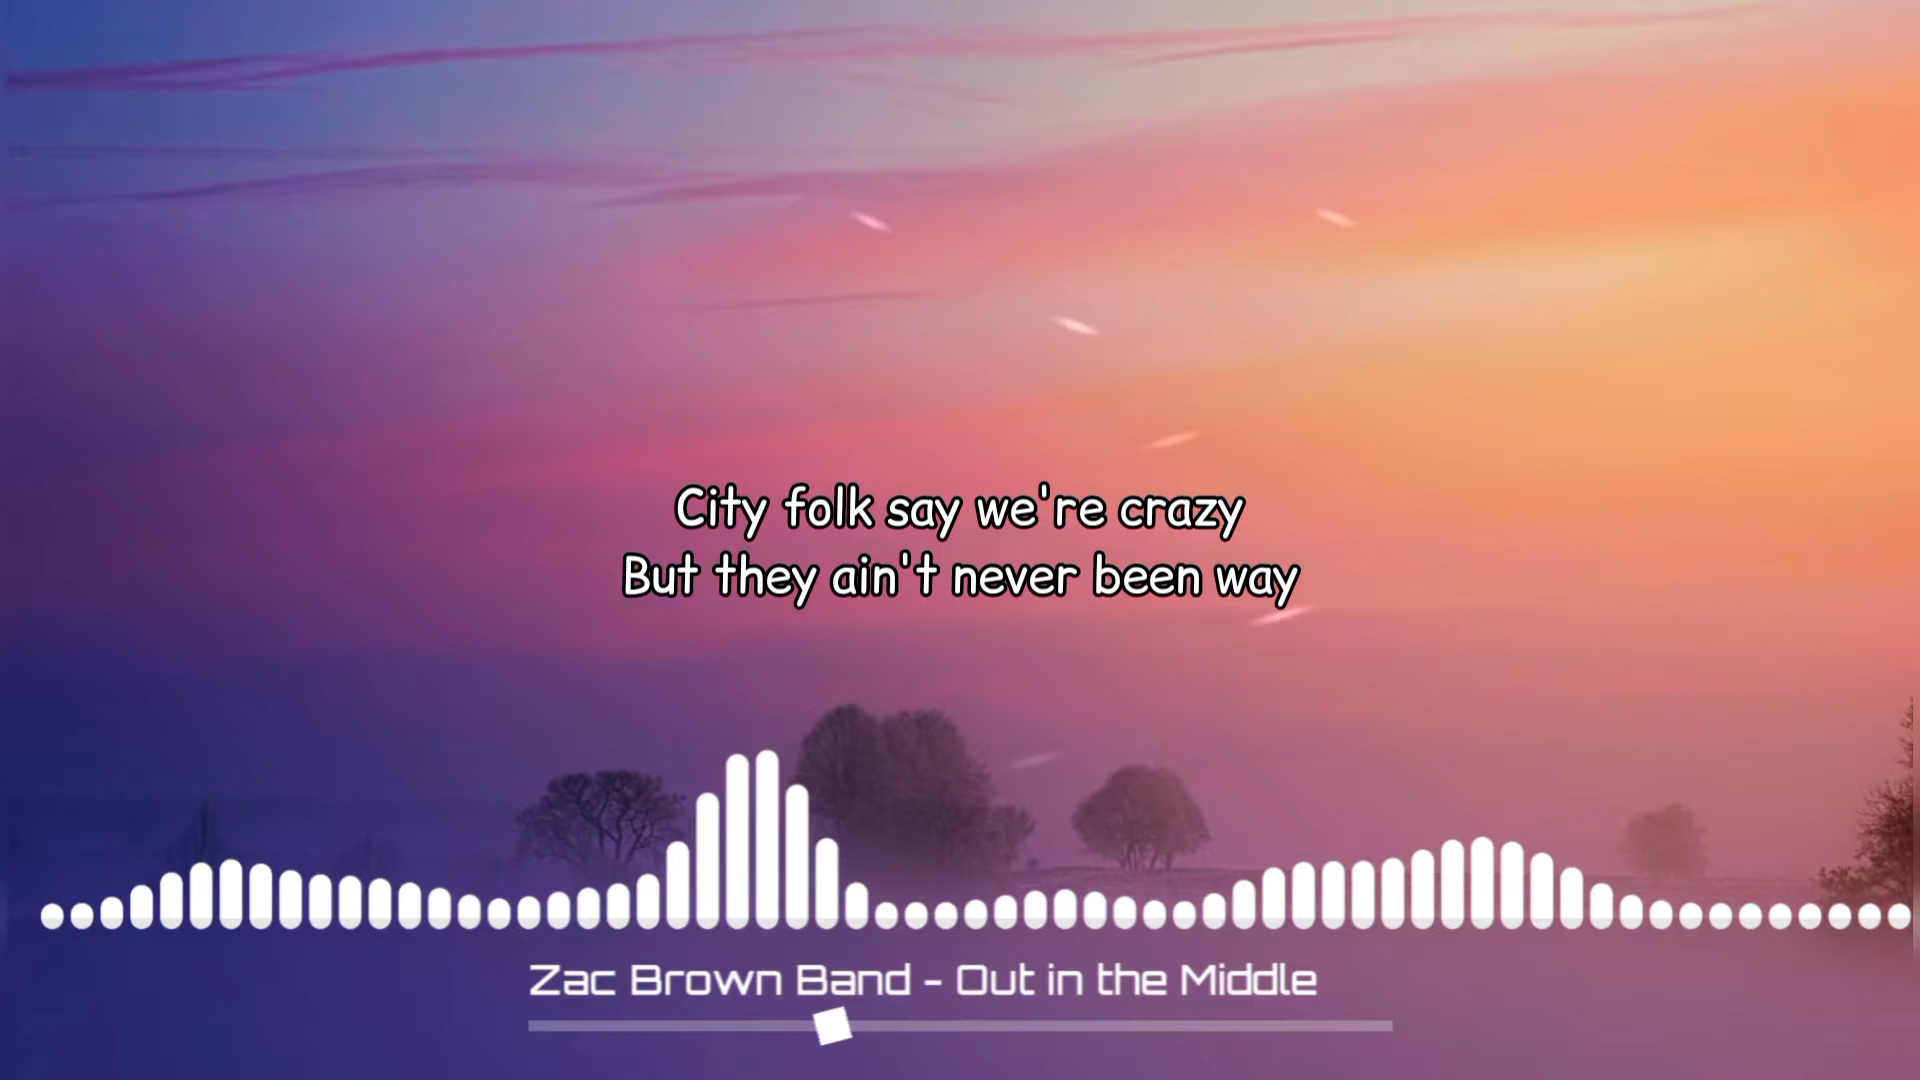 City folk say we're crazy
But they ain't never been way
Zac Brown Band - Out in the Middle